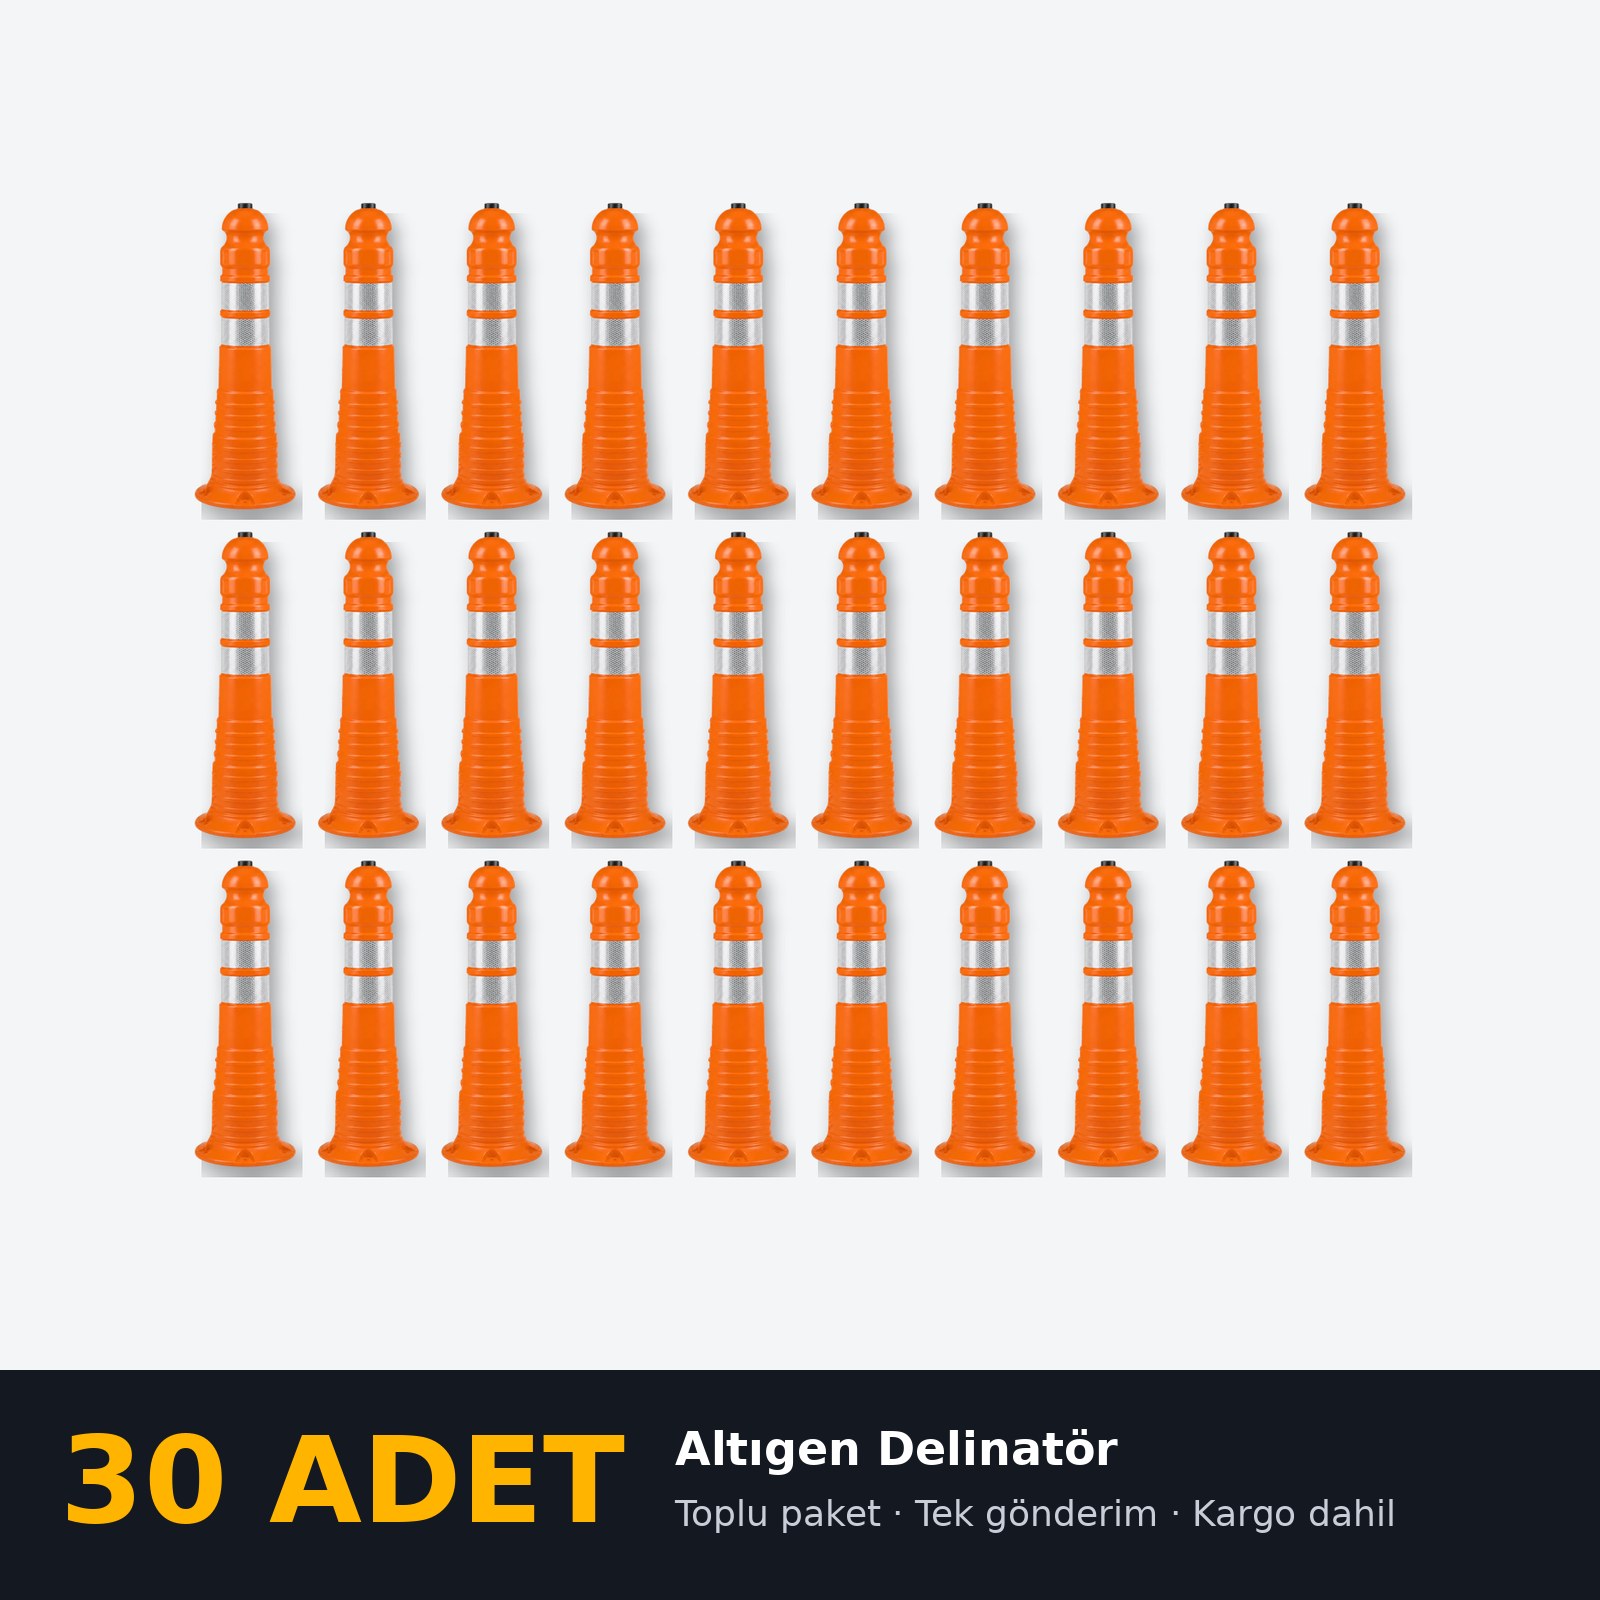 30 ADET
Altıgen Delinatör
Toplu paket · Tek gönderim · Kargo dahil